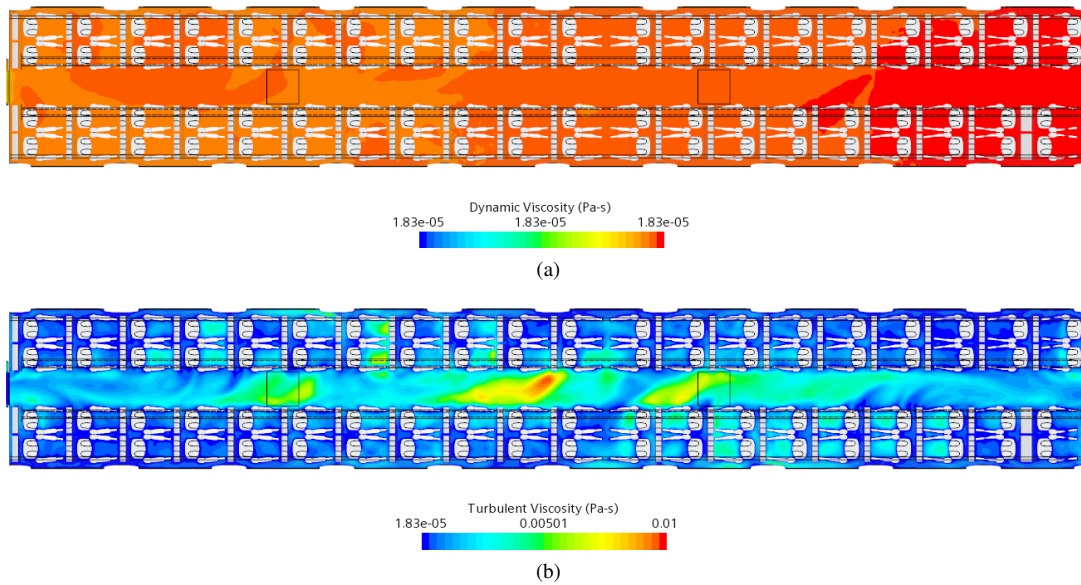 Dynamic Viscosity (Pa-s)
1.83e-05 1.83e-05 1.83e-05
(a)
Turbulent Viscosity (Pa-s)
1.83e-05 0.00501 0.01
(b)